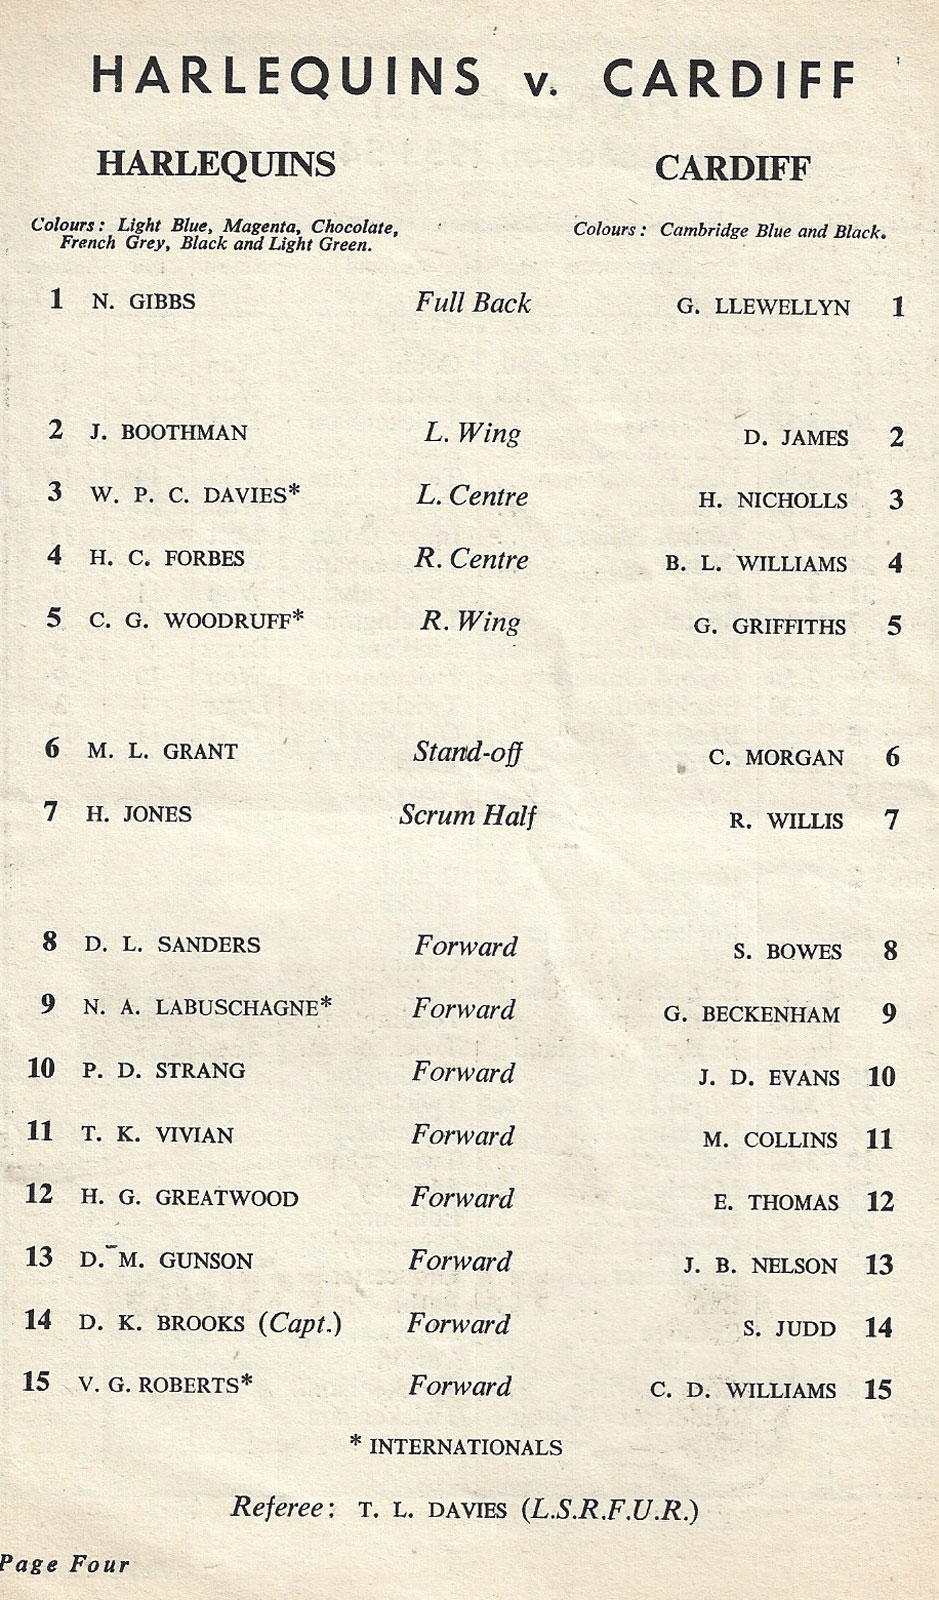 HARLEQUINS v. CARDIFF
HARLEQUINS CARDIFF
Colours: Light Blue, Magenta, Chocolate,
French Grey, Black and Light Green.
Colours: Cambridge Blue and Black.
1 N. GIBBS Full Back G. LLEWELLYN 1
2 J. BOOTHMAN L. Wing D. JAMES 2
3 W. P. C. DAVIES* L. Centre H. NICHOLLS 3
4 H. C. FORBES R. Centre B. L. WILLIAMS 4
5 C. G. WOODRUFF* R. Wing G. GRIFFITHS 5
6 M. L. GRANT Stand-off C. MORGAN 6
7 H. JONES Scrum Half R. WILLIS 7
8 D. L. SANDERS Forward S. BOWES 8
9 N. A. LABUSCHAGNE* Forward G. BECKENHAM 9
10 P. D. STRANG Forward J. D. EVANS 10
11 T. K. VIVIAN Forward M. COLLINS 11
12 H. G. GREATWOOD Forward E. THOMAS 12
13 D. M. GUNSON Forward J. B. NELSON 13
14 D. K. BROOKS (Capt.) Forward S. JUDD 14
15 V. G. ROBERTS* Forward C. D. WILLIAMS 15
* INTERNATIONALS
Referee: T. L. DAVIES (L.S.R.F.U.R.)
Page Four